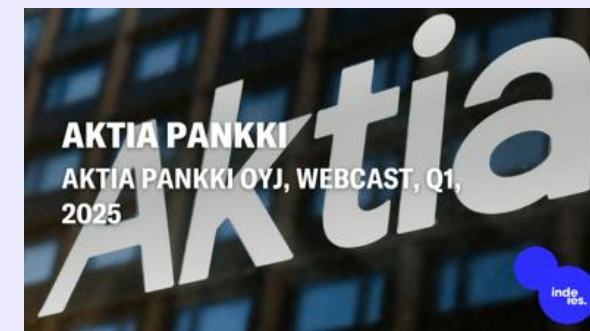 Aktia
AKTIA PANKKI
AKTIA PANKKI OYJ, WEBCAST, Q1,
2025
inde
res.